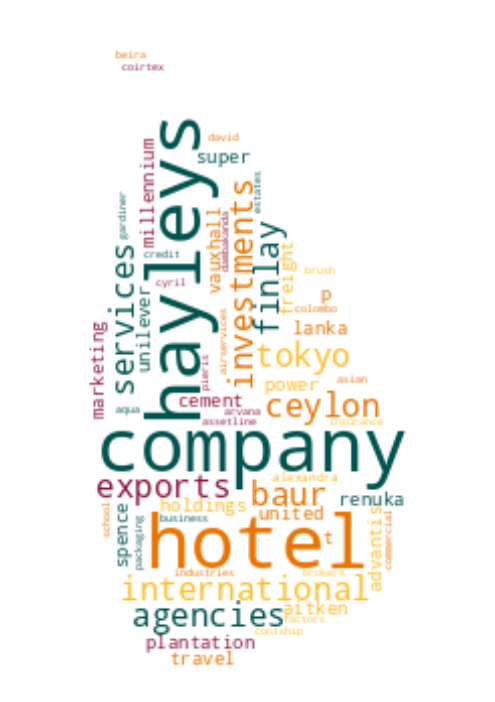 beira
coirtex
david
super
hayleys
millennium
estates
gardiner
vauxhall
dambakanda
investments
finlay
credit
services
cyril
unilever
freight
brush
p
colombo
lanka
airservices
marketing
tokyo
pieris
power
asian
aqua
cement
arvana
ceylon
assetline
insurance
company
exports
alexandra
baur
renuka
holdings
school
spence
packaging
business
united
advantis
commercial
hotel
t
industries
brokers
international
agencies
aitken
factors
contship
plantation
travel